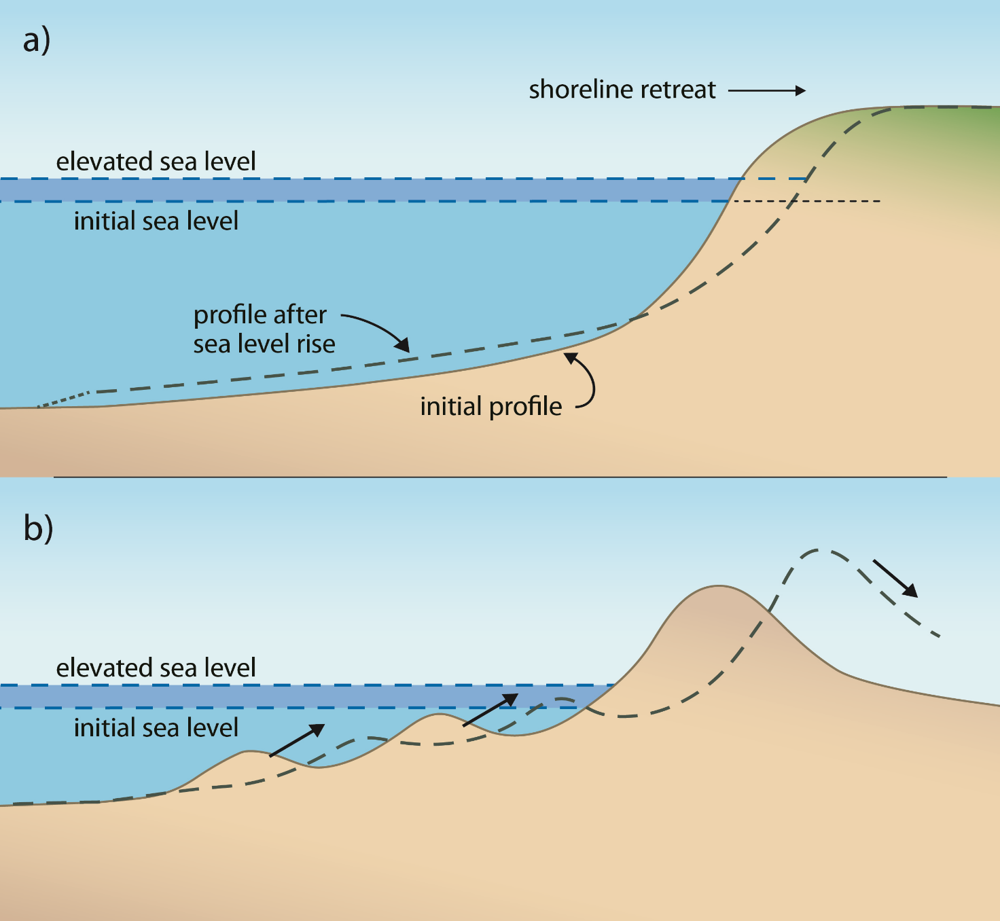 a)
shoreline retreat
elevated sea level
initial sea level
profile after
sea level rise
initial profile
b)
elevated sea level
initial sea level